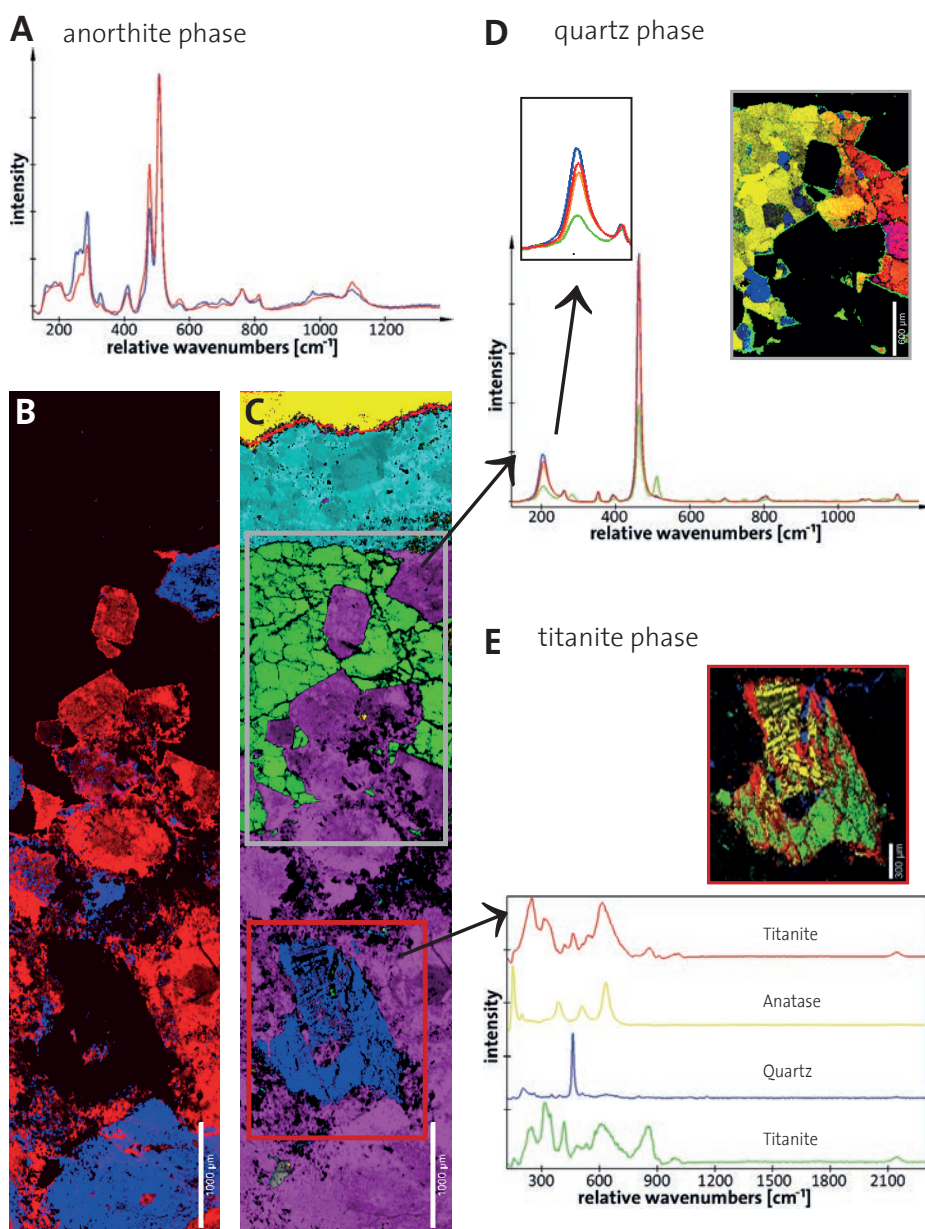 A anorthite phase
intensity
200 400 600 800 1000 1200
relative wavenumbers [cm⁻¹]
B
1000 µm
C
1000 µm
D quartz phase
600 µm
intensity
200 400 600 800 1000
relative wavenumbers [cm⁻¹]
E titanite phase
300 µm
intensity
Titanite
Anatase
Quartz
Titanite
300 600 900 1200 1500 1800 2100
relative wavenumbers [cm⁻¹]